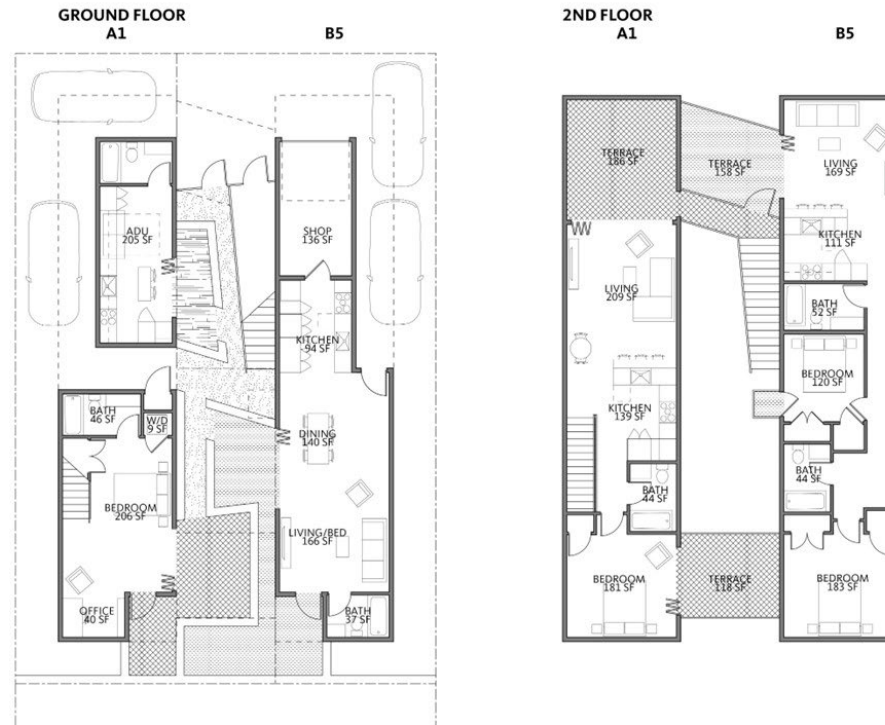 GROUND FLOOR
A1
B5
ADU
205 SF
SHOP
136 SF
KITCHEN
94 SF
BATH
46 SF
W/D
9 SF
DINING
140 SF
BEDROOM
206 SF
LIVING/BED
166 SF
OFFICE
40 SF
BATH
37 SF
2ND FLOOR
A1
B5
TERRACE
186 SF
TERRACE
158 SF
LIVING
169 SF
KITCHEN
111 SF
LIVING
209 SF
BATH
52 SF
BEDROOM
120 SF
KITCHEN
139 SF
BATH
44 SF
BATH
44 SF
BEDROOM
181 SF
TERRACE
118 SF
BEDROOM
183 SF